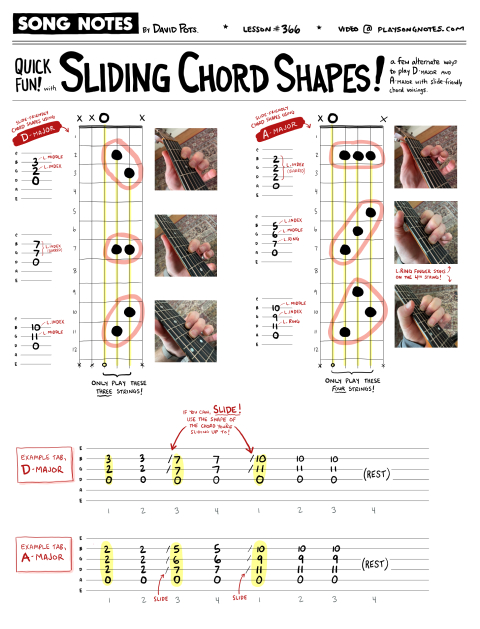 SONG NOTES BY DAVID POTS. * LESSON #366 * VIDEO @ PLAYSONGNOTES.COM
QUICK FUN! with SLIDING CHORD SHAPES!
a few alternate ways
to play D-MAJOR AND
A-MAJOR with slide-friendly
chord voicings.
SLIDE-FRIENDLY
CHORD SHAPES USING
D-MAJOR
X X O X
E
B 3 L.MIDDLE
G 2 L.INDEX
D 0
A
E
2
3
4
5
6
E
B 7 L.INDEX
G 7 (BARRED)
D 0
A
E
7
8
9
E
B 10 L.INDEX
G 11 L.MIDDLE
D 0
A
E
10
11
12
X X O X
ONLY PLAY THESE
THREE STRINGS!
SLIDE-FRIENDLY
CHORD SHAPES USING
A-MAJOR
X O X
E
B 2 L.INDEX
G 2 (BARRED)
D 2
A 0
E
2
3
4
5
6
E
B 5 L.INDEX
G 6 L.MIDDLE
D 7 L.RING
A 0
E
7
8
9
L.RING FINGER STAYS
ON THE 4TH STRING!
E
B 10 L.MIDDLE
G 9 L.INDEX
D 11 L.RING
A 0
E
10
11
12
X O X
ONLY PLAY THESE
FOUR STRINGS!
IF YOU CAN, SLIDE!
USE THE SHAPE OF
THE CHORD YOU'RE
SLIDING UP TO!
EXAMPLE TAB,
D-MAJOR
E
B 3 3 /7 7 /10 10 10
G 2 2 /7 7 /11 11 11
D 0 0 0 0 0 0 0 (REST)
A
E
1 2 3 4 1 2 3 4
EXAMPLE TAB,
A-MAJOR
E
B 2 2 /5 5 /10 10 10
G 2 2 /6 6 /9 9 9
D 2 2 /7 7 /11 11 11 (REST)
A 0 0 0 0 0 0 0
E
1 2 SLIDE 3 4 SLIDE 1 2 3 4